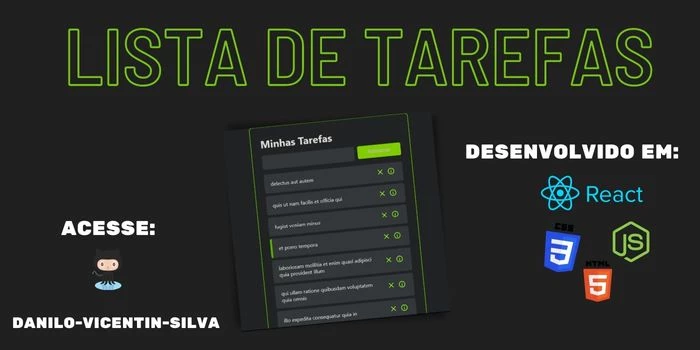 LISTA DE TAREFAS
Minhas Tarefas
delectus aut autem
quis ut nam facilis et officia qui
fugiat veniam minus
et porro tempora
laboriosam mollitia et enim quasi adipisci
quia provident illum
qui ullam ratione quibusdam voluptatem
quia omnis
illo expedita consequatur quia in
ACESSE:
DANILO-VICENTIN-SILVA
DESENVOLVIDO EM:
React
CSS
3
JS
HTML
5